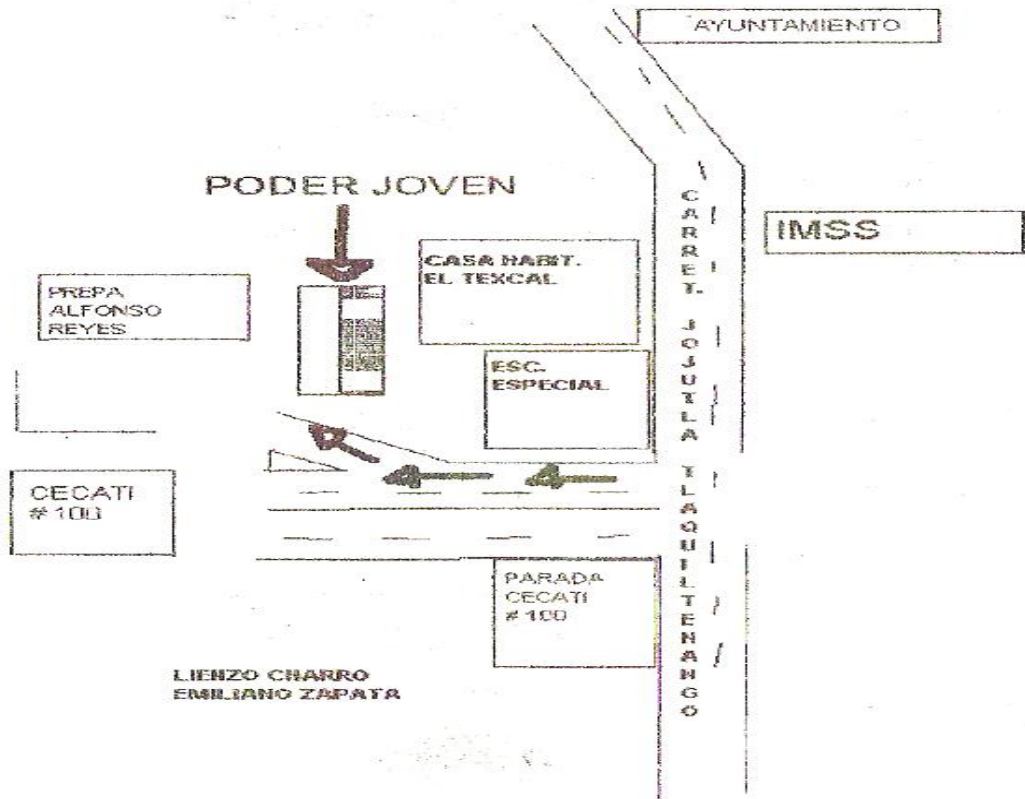 AYUNTAMIENTO
PODER JOVEN
IMSS
CASA HABIT.
EL TEXCAL
PREPA
ALFONSO
REYES
ESC.
ESPECIAL
CARRET. JOJUTLA TLAQUILTENANGO
CECATI
# 100
PARADA
CECATI
# 100
LIENZO CHARRO
EMILIANO ZAPATA